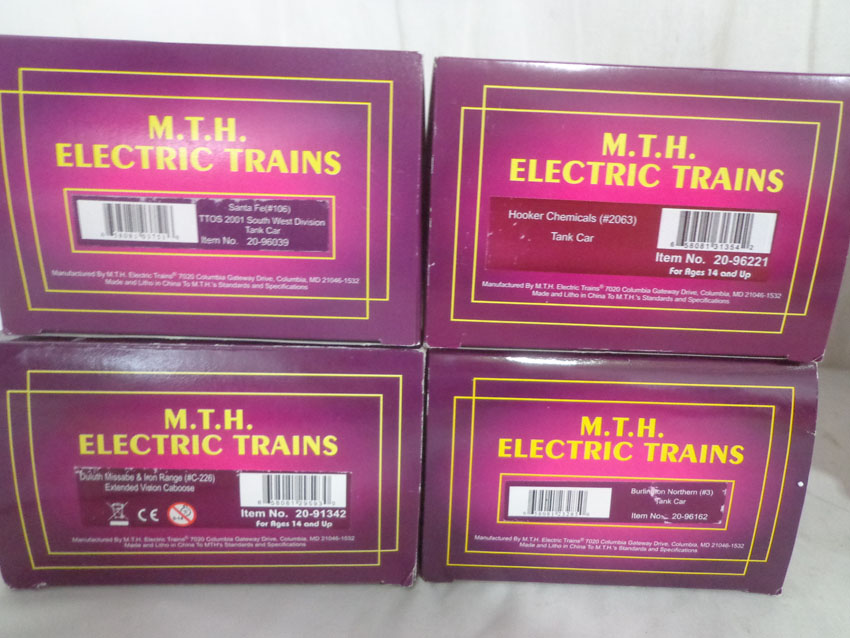 M.T.H.
ELECTRIC TRAINS
Santa Fe(#106)
TTOS 2001 South West Division
Tank Car
Item No. 20-96039
Manufactured By M.T.H. Electric Trains® 7020 Columbia Gateway Drive, Columbia, MD 21046-1532
Made and Litho in China To M.T.H.'s Standards and Specifications
M.T.H.
ELECTRIC TRAINS
Hooker Chemicals (#2063)
Tank Car
6 58081 31354 2
Item No. 20-96221
For Ages 14 and Up
Manufactured By M.T.H. Electric Trains® 7020 Columbia Gateway Drive, Columbia, MD 21046-1532
Made and Litho in China To M.T.H.'s Standards and Specifications
M.T.H.
ELECTRIC TRAINS
Duluth Missabe & Iron Range (#C-226)
Extended Vision Caboose
CE
Item No. 20-91342
For Ages 14 and Up
Manufactured By M.T.H. Electric Trains® 7020 Columbia Gateway Drive, Columbia, MD 21046-1532
Made and Litho in China To MTH's Standards and Specifications
M.T.H.
ELECTRIC TRAINS
Burlington Northern (#3)
Tank Car
Item No. 20-96162
Manufactured By M.T.H. Electric Trains® 7020 Columbia Gateway Drive, Columbia, MD 21046-1532
Made and Litho in China To M.T.H.'s Standards and Specifications